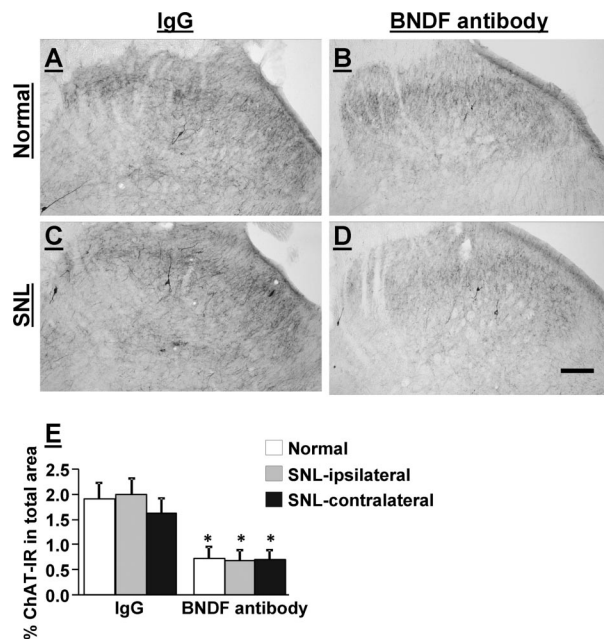 IgG BNDF antibody
A B
Normal
C D
SNL
E
Normal
SNL-ipsilateral
SNL-contralateral
% ChAT-IR in total area
2.5
2.0
1.5
1.0
0.5
0.0
* * *
IgG BNDF antibody